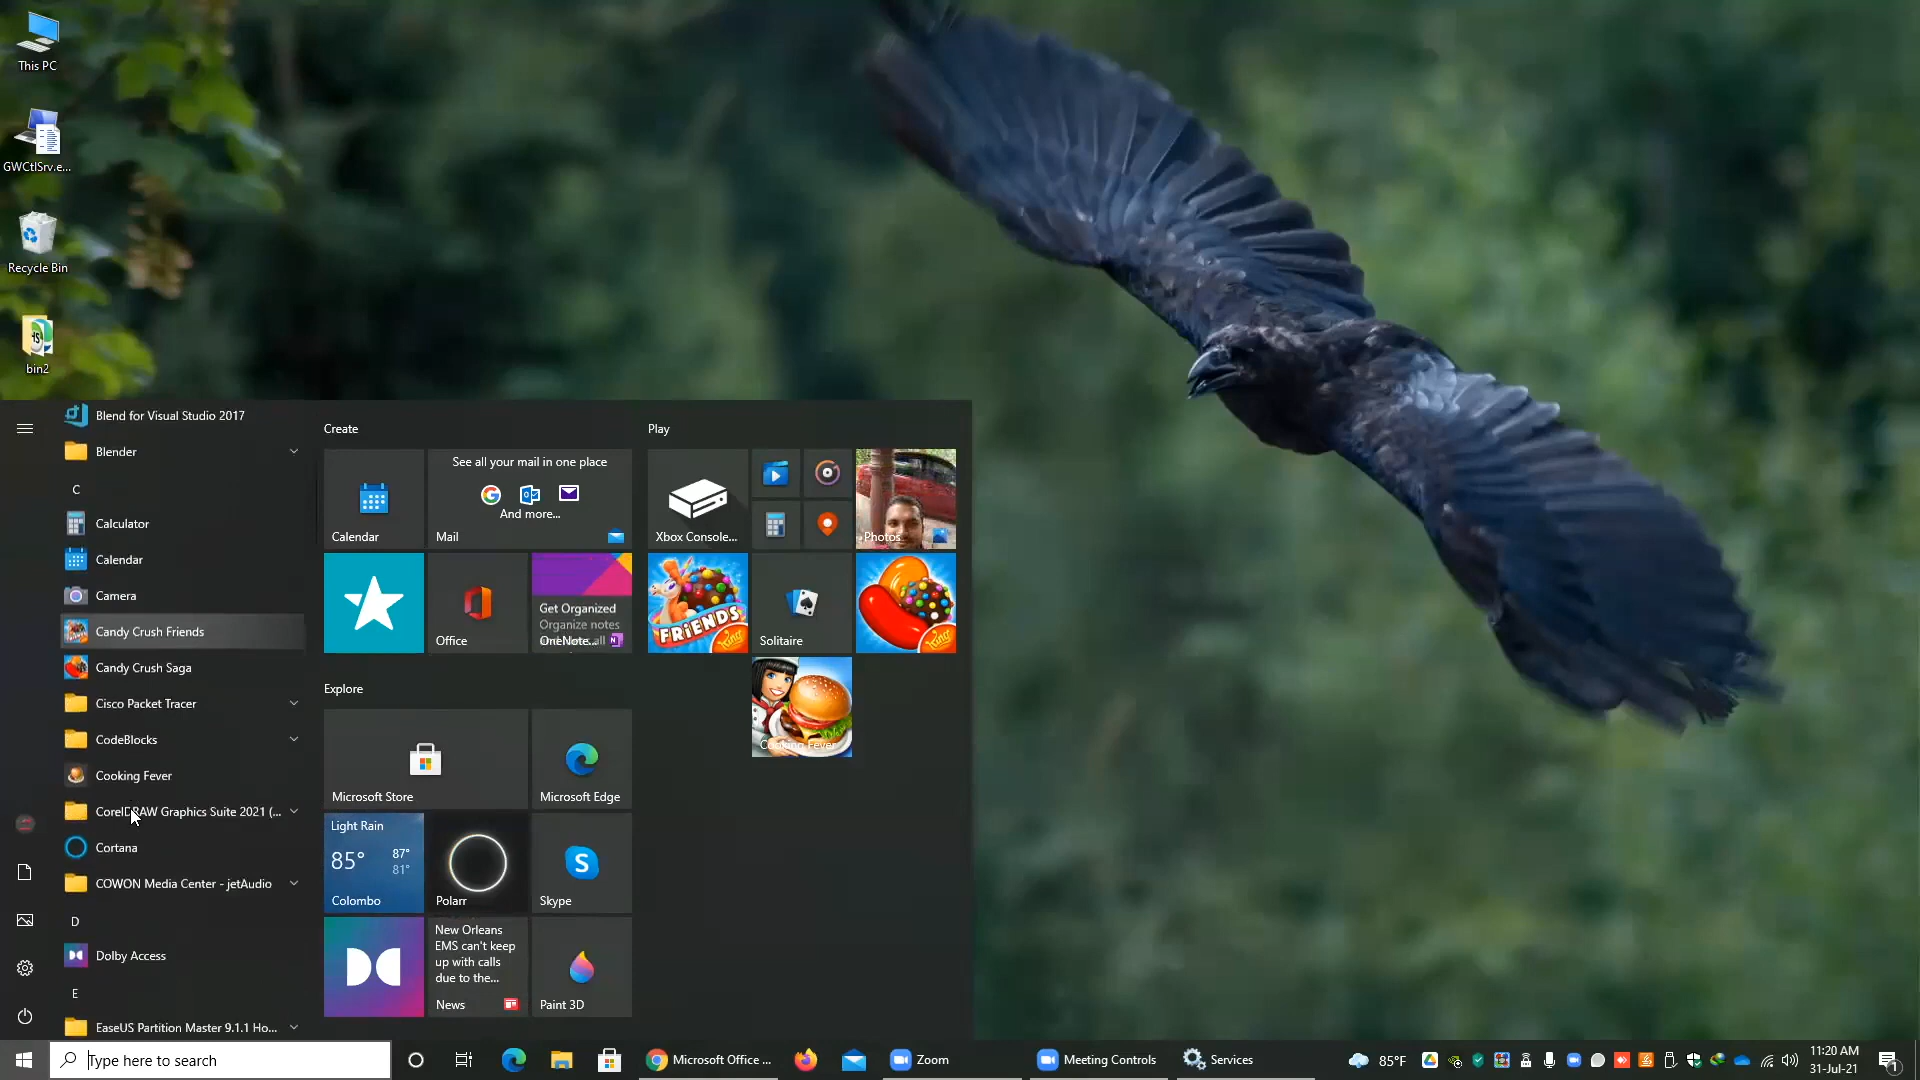 This PC
GWCtlSrv.e...
Recycle Bin
bin2
Blend for Visual Studio 2017
Blender
C
Calculator
Calendar
Camera
Candy Crush Friends
Candy Crush Saga
Cisco Packet Tracer
CodeBlocks
Cooking Fever
CorelDRAW Graphics Suite 2021 (...
Cortana
COWON Media Center - jetAudio
D
Dolby Access
E
EaseUS Partition Master 9.1.1 Ho...
Create
Calendar
See all your mail in one place
And more...
Mail
Office
Get Organized
Organize notes
OneNote...
Explore
Microsoft Store
Microsoft Edge
Light Rain
85°
87°
81°
Colombo
Polarr
Skype
New Orleans
EMS can't keep
up with calls
due to the...
News
Paint 3D
Play
Xbox Console...
Photos
FRIENDS
King
Solitaire
King
Cooking Fever
Type here to search
Microsoft Office ...
Zoom
Meeting Controls
Services
85°F
11:20 AM
31-Jul-21
1